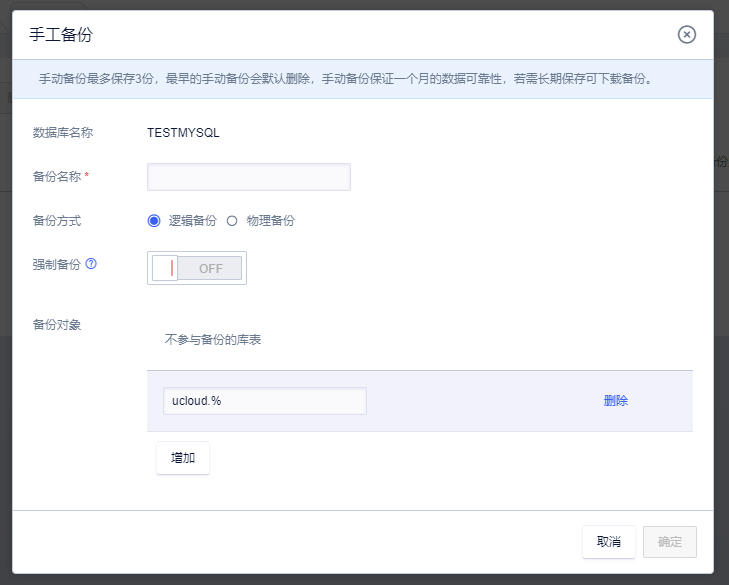 手工备份
手动备份最多保存3份，最早的手动备份会默认删除，手动备份保证一个月的数据可靠性，若需长期保存可下载备份。
数据库名称 TESTMYSQL
备份名称 *
备份方式 逻辑备份 物理备份
强制备份 ? OFF
备份对象
不参与备份的库表
ucloud.% 删除
增加
取消 确定